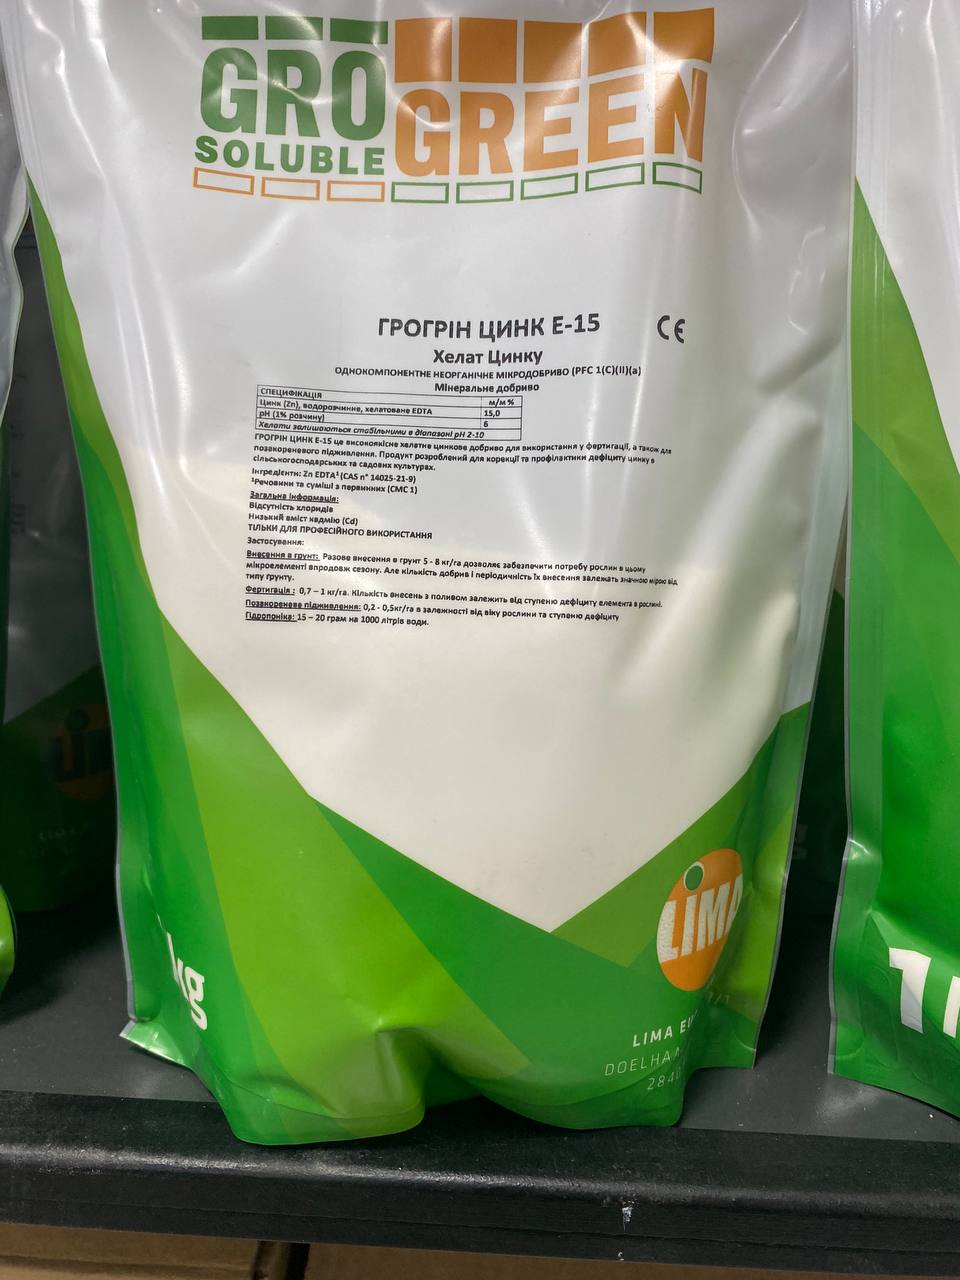 GRO
GREEN
SOLUBLE
ГРОГРІН ЦИНК Е-15
CE
Хелат Цинку
ОДНОКОМПОНЕНТНЕ НЕОРГАНІЧНЕ МІКРОДОБРИВО (PFC 1(C)(II)(a)
Мінеральне добриво
СПЕЦИФІКАЦІЯ м/м %
Цинк (Zn), водорозчинне, хелатоване EDTA 15,0
pH (1% розчину) 6
Хелати залишаються стабільними в діапазоні pH 2-10
ГРОГРІН ЦИНК Е-15 це високоякісне хелатне цинкове добриво для використання у фертигації, а також для
позакореневого підживлення. Продукт розроблений для корекції та профілактики дефіциту цинку в
сільськогосподарських та садових культурах.
Інгредієнти: Zn EDTA¹ (CAS n° 14025-21-9)
¹Речовини та суміші з первинних (CMC 1)
Загальна інформація:
Відсутність хлоридів
Низький вміст кадмію (Cd)
ТІЛЬКИ ДЛЯ ПРОФЕСІЙНОГО ВИКОРИСТАННЯ
Застосування:
Внесення в грунт: Разове внесення в грунт 5 - 8 кг/га дозволяє забезпечити потребу рослин в цьому
мікроелементі впродовж сезону. Але кількість добрив і періодичність їх внесення залежать значною мірою від
типу ґрунту.
Фертигація : 0,7 – 1 кг/га. Кількість внесень з поливом залежить від ступеню дефіциту елемента в рослині.
Позакореневе підживлення: 0,2 - 0,5кг/га в залежності від віку рослини та ступеню дефіциту
Гідропоніка: 15 – 20 грам на 1000 літрів води.
LIMA
kg
1
LIMA
DOELHA
284